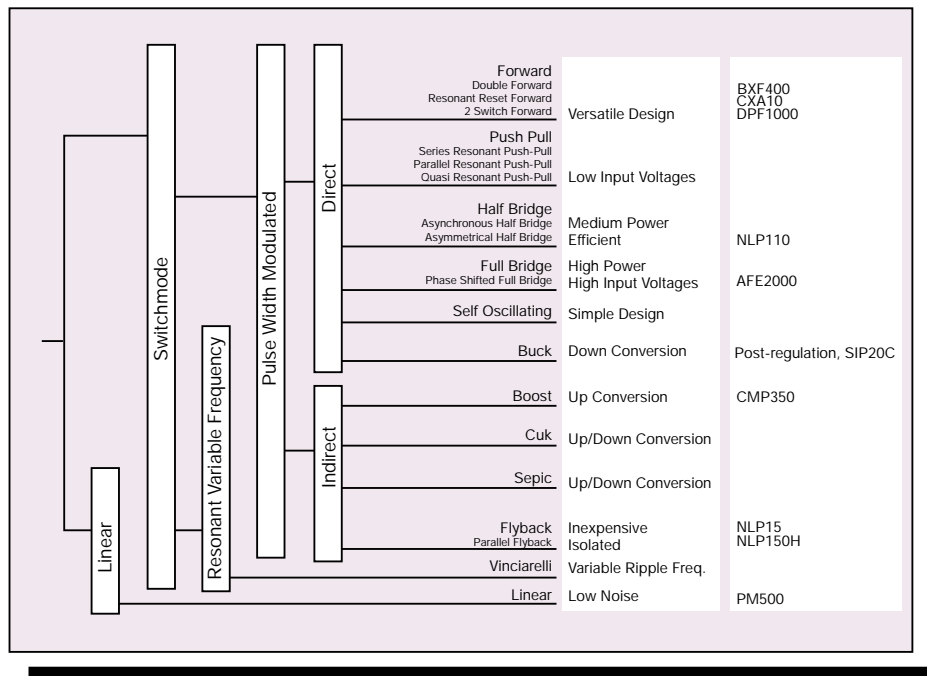 Switchmode
Linear
Resonant Variable Frequency
Pulse Width Modulated
Direct
Indirect
Forward
Double Forward
Resonant Reset Forward
2 Switch Forward
Versatile Design
BXF400
CXA10
DPF1000
Push Pull
Series Resonant Push-Pull
Parallel Resonant Push-Pull
Quasi Resonant Push-Pull
Low Input Voltages
Half Bridge
Asynchronous Half Bridge
Asymmetrical Half Bridge
Medium Power
Efficient
NLP110
Full Bridge
Phase Shifted Full Bridge
High Power
High Input Voltages
AFE2000
Self Oscillating
Simple Design
Buck
Down Conversion
Post-regulation, SIP20C
Boost
Up Conversion
CMP350
Cuk
Up/Down Conversion
Sepic
Up/Down Conversion
Flyback
Parallel Flyback
Inexpensive
Isolated
NLP15
NLP150H
Vinciarelli
Variable Ripple Freq.
Linear
Low Noise
PM500